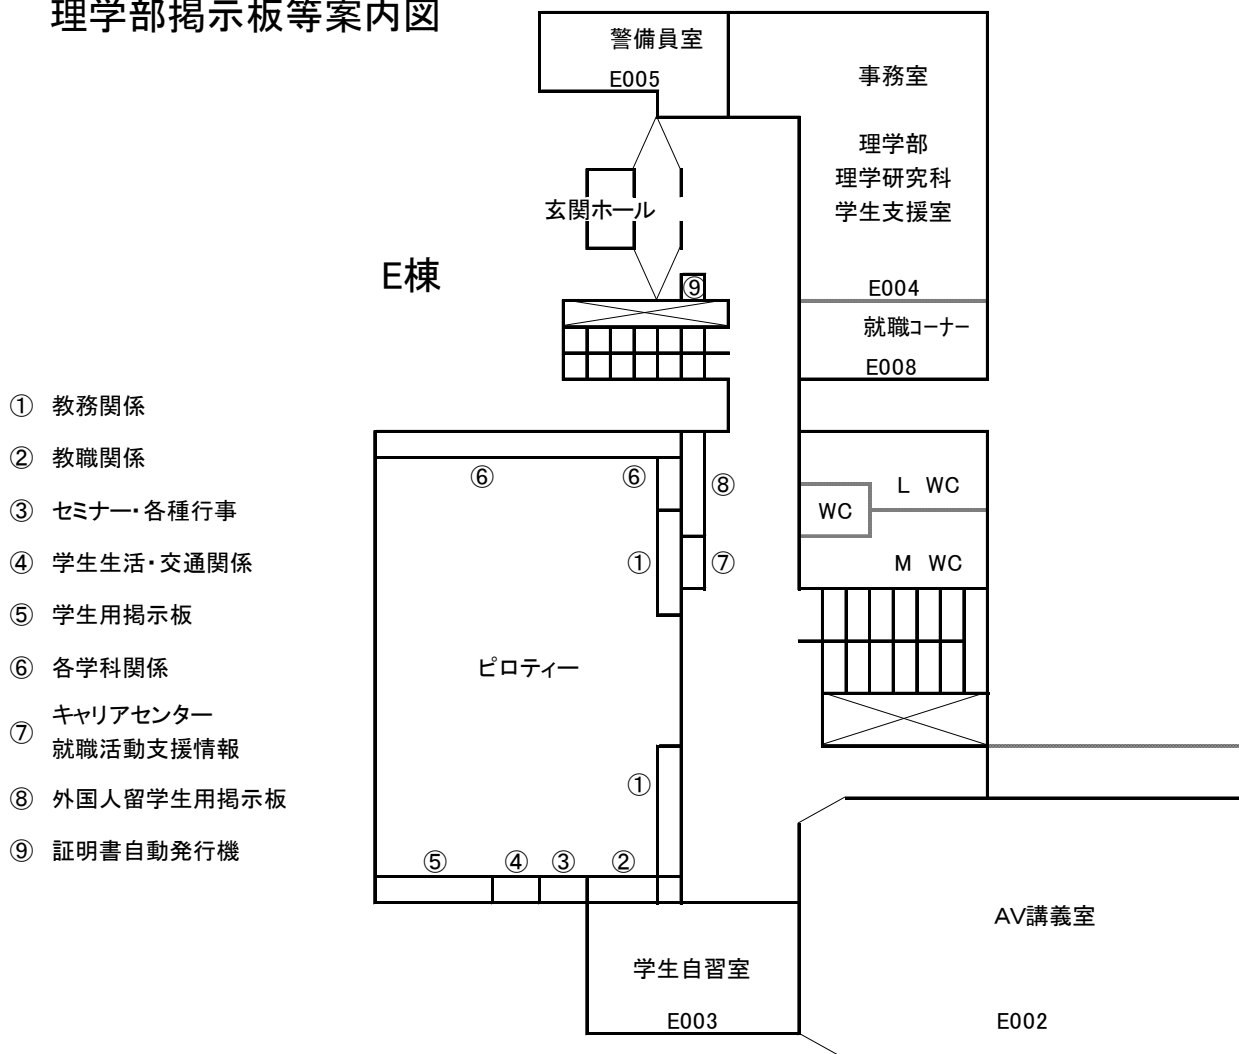 理学部掲示板等案内図
警備員室
E005
事務室
理学部
理学研究科
学生支援室
玄関ホール
E棟
⑨
E004
就職コーナー
E008
① 教務関係
② 教職関係
③ セミナー・各種行事
④ 学生生活・交通関係
⑤ 学生用掲示板
⑥ 各学科関係
⑦ キャリアセンター
就職活動支援情報
⑧ 外国人留学生用掲示板
⑨ 証明書自動発行機
⑥ ⑥ ⑧
L WC
WC
① ⑦
M WC
ピロティー
①
⑤ ④ ③ ②
AV講義室
学生自習室
E003
E002